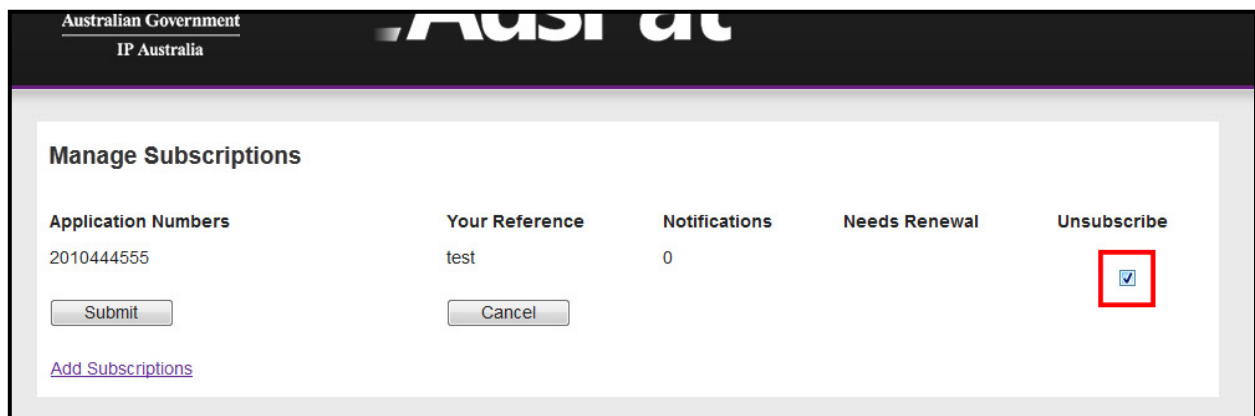 Australian Government
IP Australia
AusPat
Manage Subscriptions
Application Numbers Your Reference Notifications Needs Renewal Unsubscribe
2010444555 test 0
Submit Cancel
Add Subscriptions